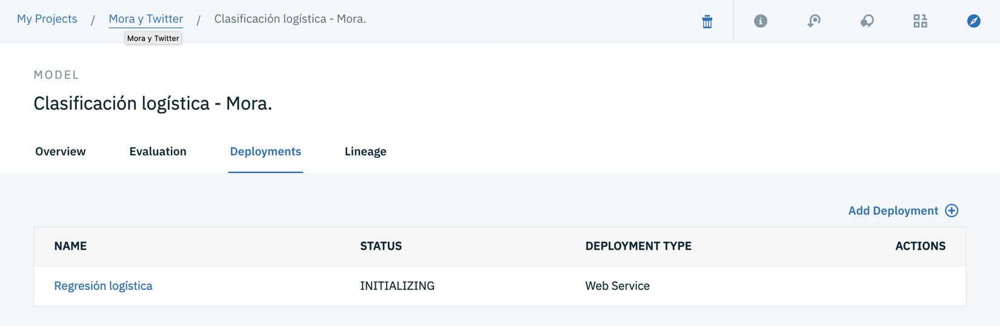 My Projects / Mora y Twitter / Clasificación logística - Mora.
Mora y Twitter
MODEL
Clasificación logística - Mora.
Overview Evaluation Deployments Lineage
Add Deployment
NAME STATUS DEPLOYMENT TYPE ACTIONS
Regresión logística INITIALIZING Web Service